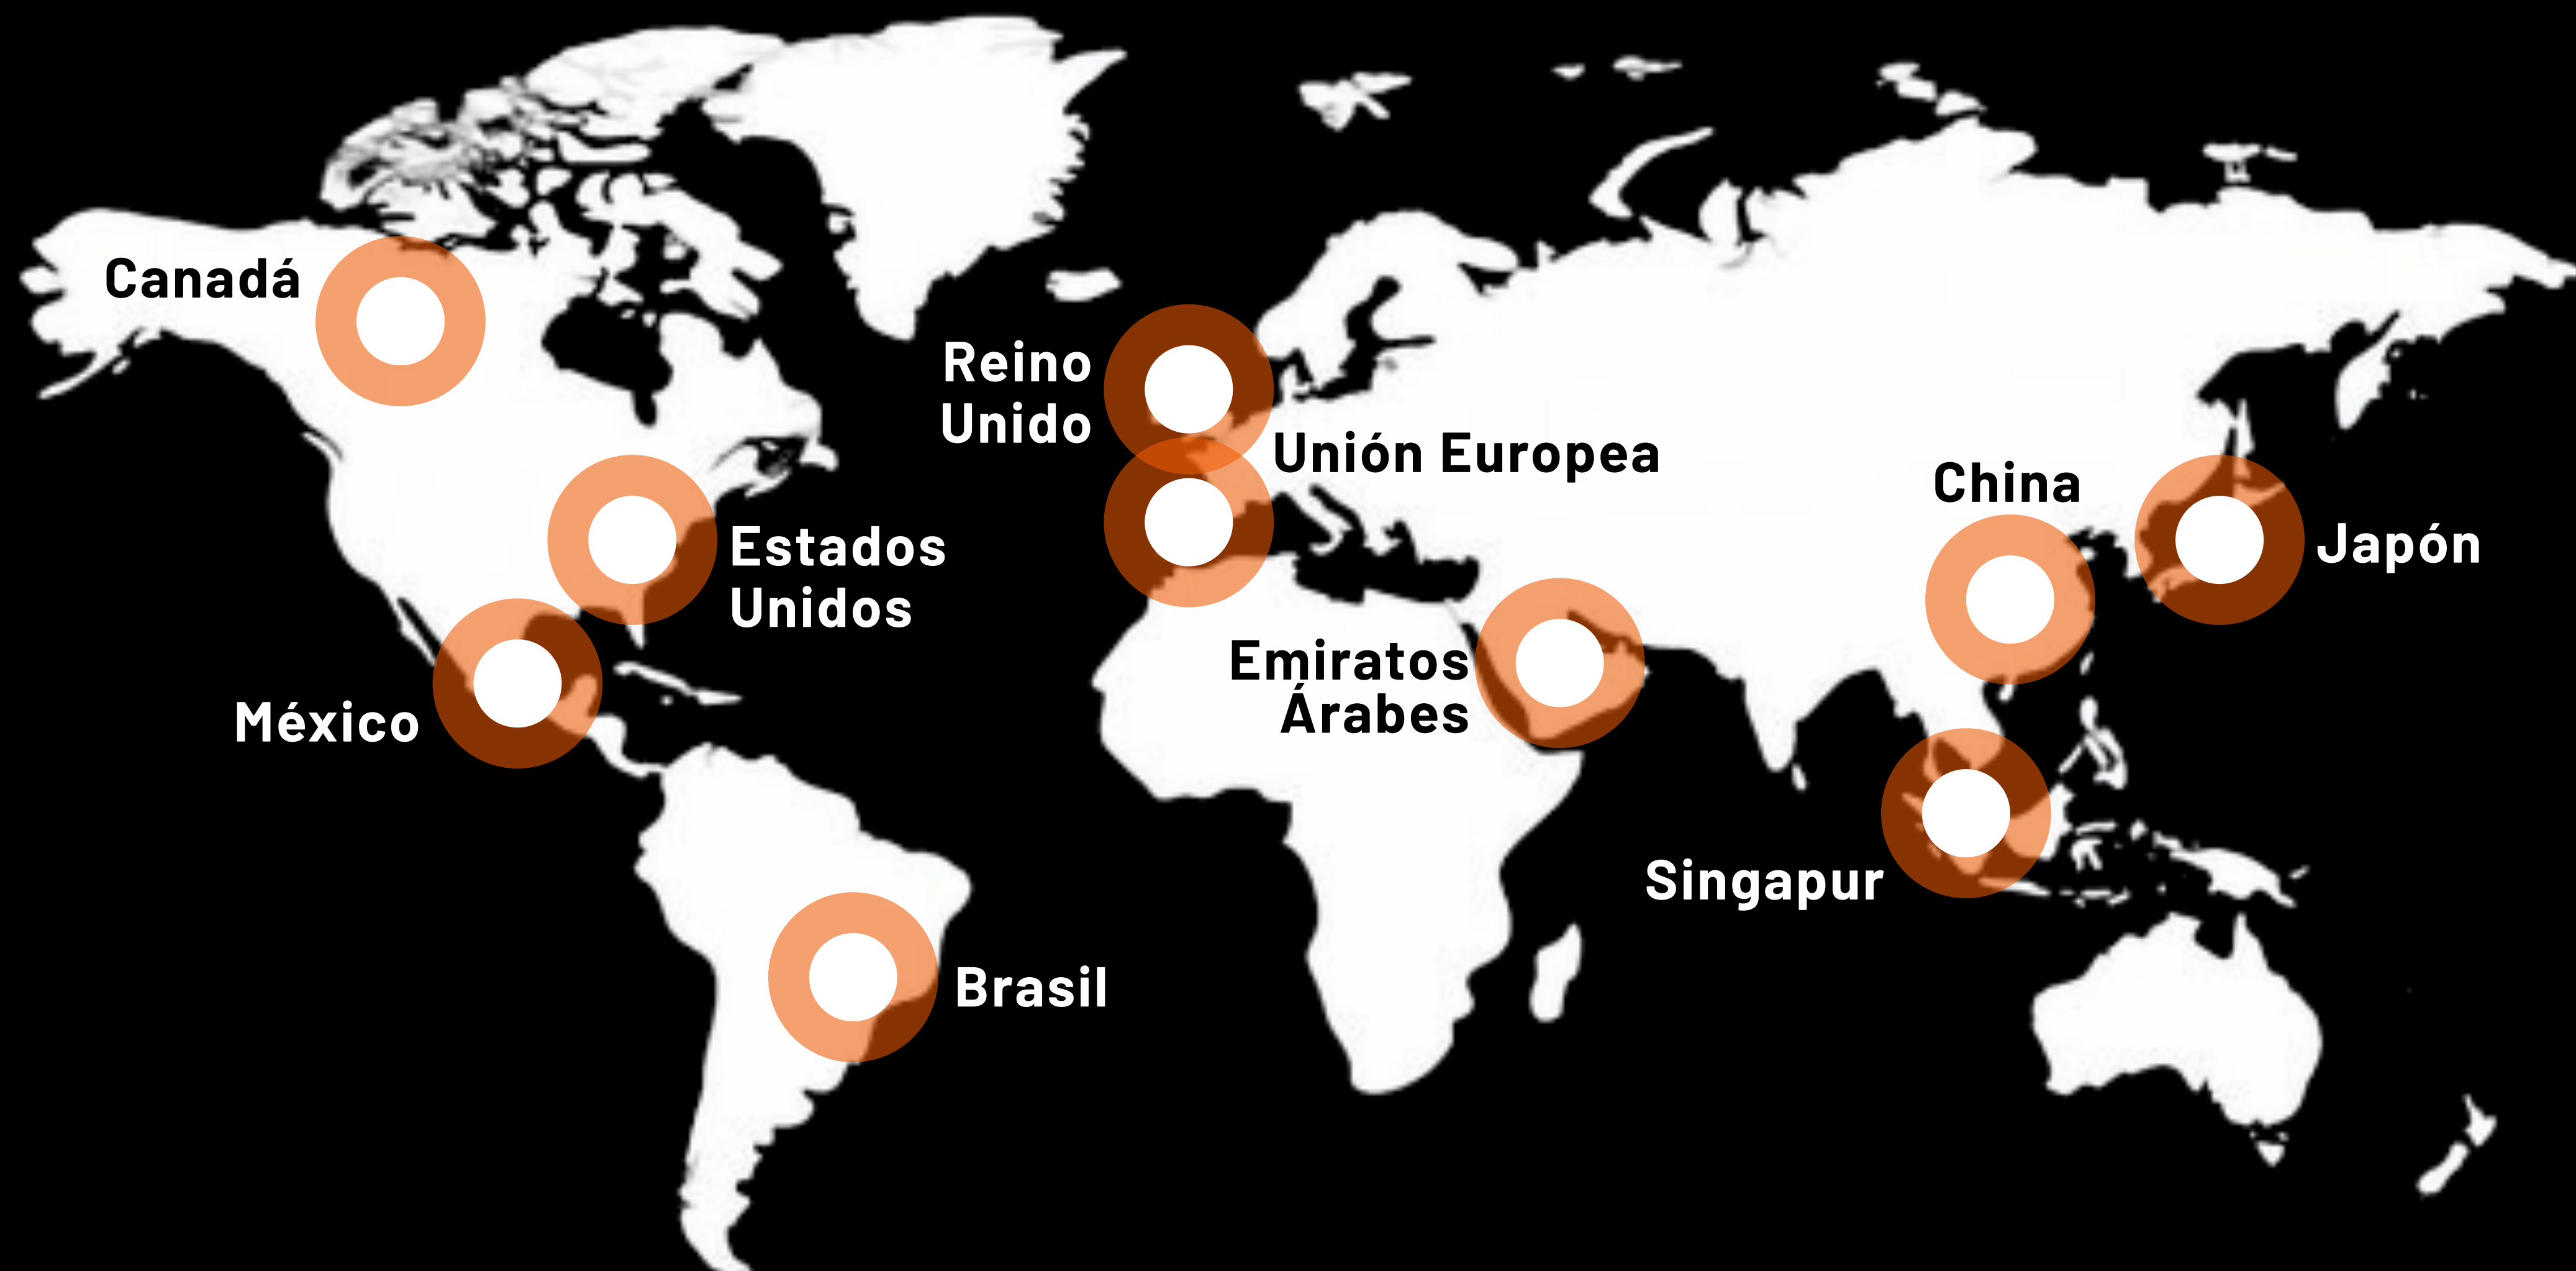 Canadá
Reino
Unido
Unión Europea
China
Estados
Unidos
Japón
Emiratos
Árabes
México
Singapur
Brasil